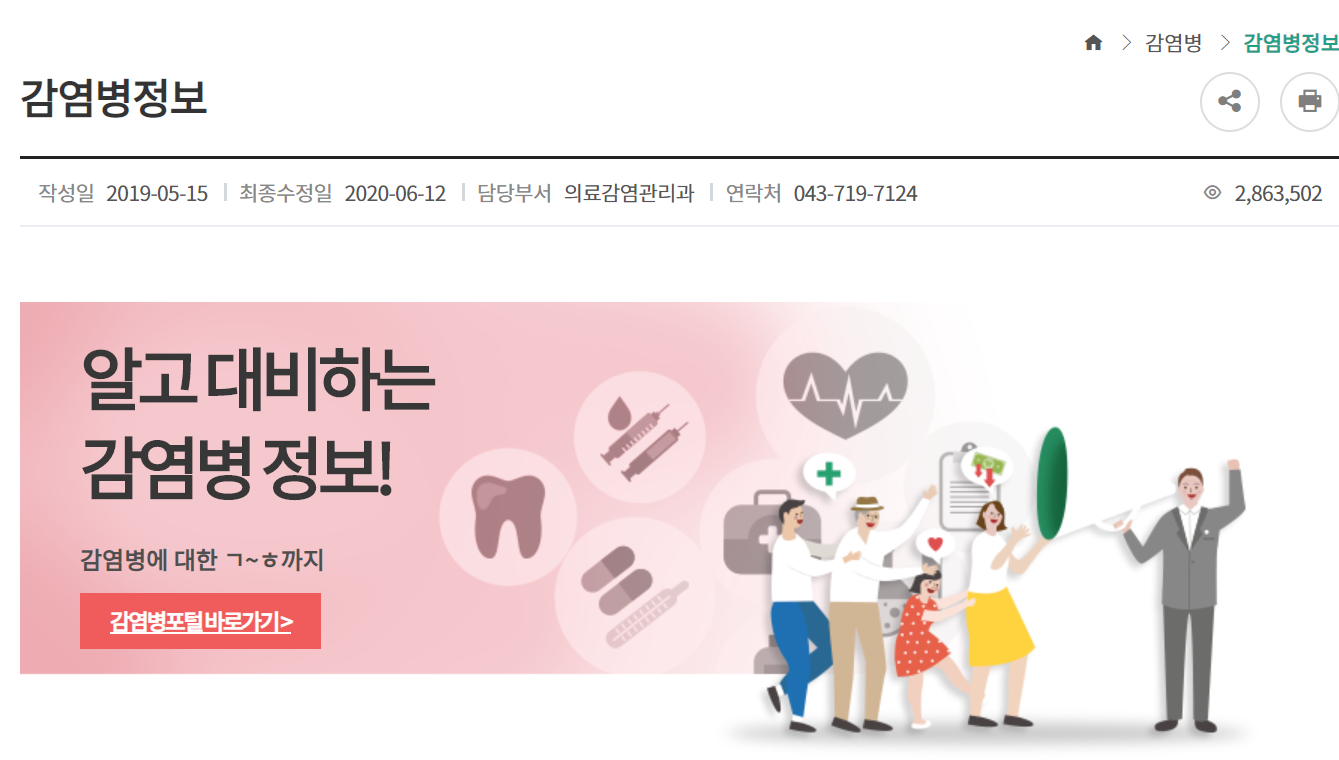 감염병 > 감염병정보
감염병정보
작성일 2019-05-15 최종수정일 2020-06-12 담당부서 의료감염관리과 연락처 043-719-7124 2,863,502
알고 대비하는
감염병 정보!
감염병에 대한 ㄱ~ㅎ까지
감염병포털 바로가기 >